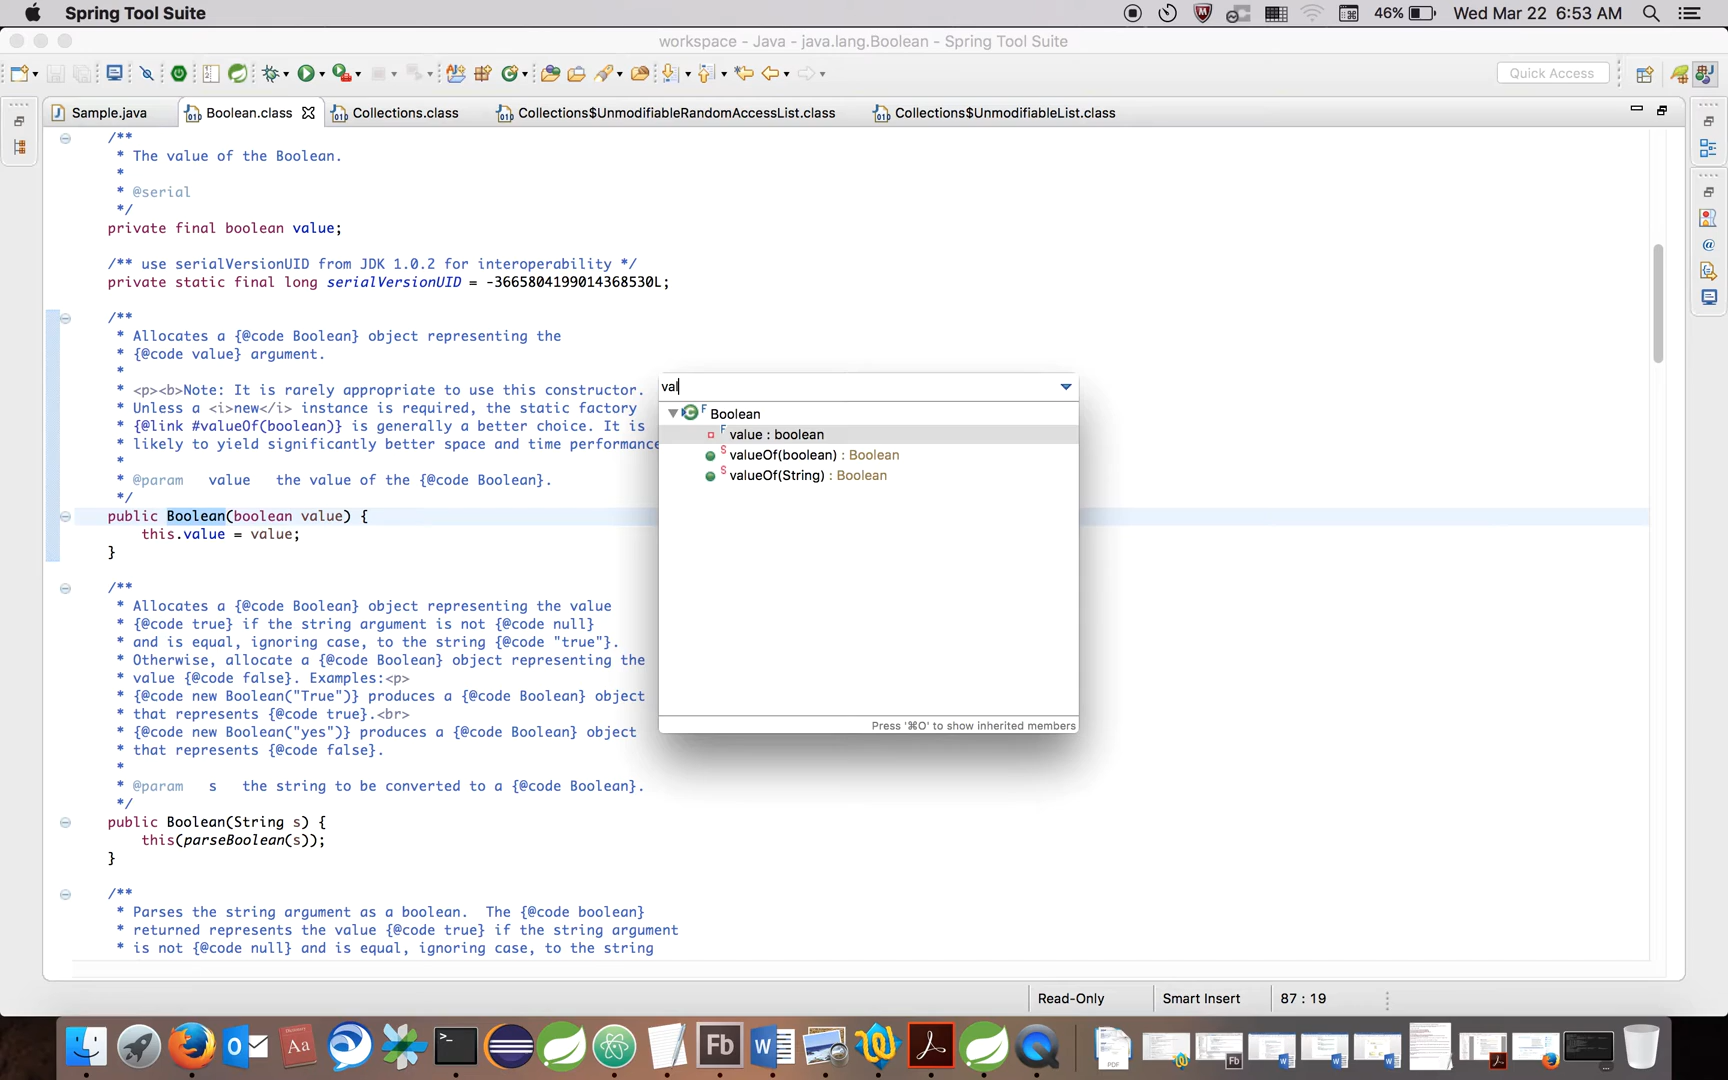 Spring Tool Suite
46%
Wed Mar 22 6:53 AM
workspace - Java - java.lang.Boolean - Spring Tool Suite
Quick Access
Sample.java
Boolean.class
Collections.class
Collections$UnmodifiableRandomAccessList.class
Collections$UnmodifiableList.class
/**
* The value of the Boolean.
*
* @serial
*/
private final boolean value;
/** use serialVersionUID from JDK 1.0.2 for interoperability */
private static final long serialVersionUID = -3665804199014368530L;
/**
* Allocates a {@code Boolean} object representing the
* {@code value} argument.
*
* <p><b>Note: It is rarely appropriate to use this constructor.
* Unless a <i>new</i> instance is required, the static factory
* {@link #valueOf(boolean)} is generally a better choice. It is
* likely to yield significantly better space and time performance
*
* @param value the value of the {@code Boolean}.
*/
public Boolean(boolean value) {
this.value = value;
}
/**
* Allocates a {@code Boolean} object representing the value
* {@code true} if the string argument is not {@code null}
* and is equal, ignoring case, to the string {@code "true"}.
* Otherwise, allocate a {@code Boolean} object representing the
* value {@code false}. Examples:<p>
* {@code new Boolean("True")} produces a {@code Boolean} object
* that represents {@code true}.<br>
* {@code new Boolean("yes")} produces a {@code Boolean} object
* that represents {@code false}.
*
* @param s the string to be converted to a {@code Boolean}.
*/
public Boolean(String s) {
this(parseBoolean(s));
}
/**
* Parses the string argument as a boolean. The {@code boolean}
* returned represents the value {@code true} if the string argument
* is not {@code null} and is equal, ignoring case, to the string
val
Boolean
value : boolean
valueOf(boolean) : Boolean
valueOf(String) : Boolean
Press '⌘O' to show inherited members
Read-Only
Smart Insert
87 : 19
Aa
Fb
PDF
Fb